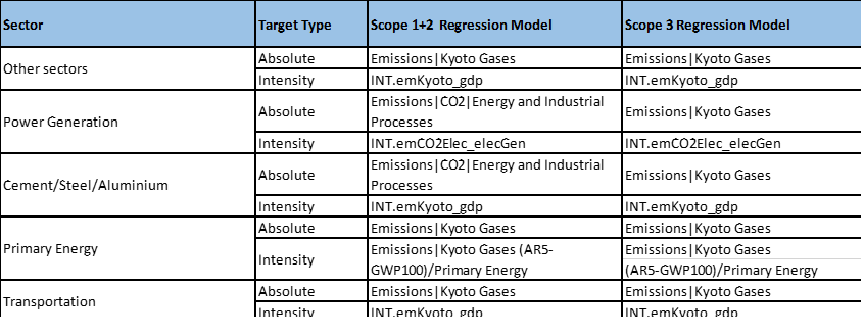 Sector Target Type Scope 1+2 Regression Model Scope 3 Regression Model
Other sectors
Absolute Emissions|Kyoto Gases Emissions|Kyoto Gases
Intensity INT.emKyoto_gdp INT.emKyoto_gdp
Power Generation
Absolute
Emissions|CO2|Energy and Industrial
Processes
Emissions|Kyoto Gases
Intensity INT.emCO2Elec_elecGen INT.emCO2Elec_elecGen
Cement/Steel/Aluminium
Absolute
Emissions|CO2|Energy and Industrial
Processes
Emissions|Kyoto Gases
Intensity INT.emKyoto_gdp INT.emKyoto_gdp
Primary Energy
Absolute Emissions|Kyoto Gases Emissions|Kyoto Gases
Intensity
Emissions|Kyoto Gases (AR5-
GWP100)/Primary Energy
Emissions|Kyoto Gases
(AR5-GWP100)/Primary Energy
Transportation
Absolute Emissions|Kyoto Gases Emissions|Kyoto Gases
Intensity INT.emKyoto_gdp INT.emKyoto_gdp